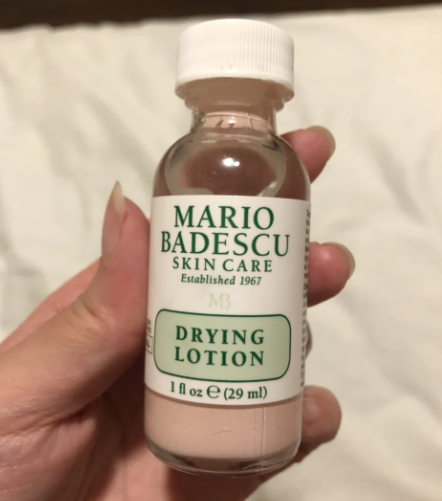 MARIO
BADESCU
SKIN CARE
Established 1967
MB
DRYING
LOTION
1 fl oz ℮ (29 ml)